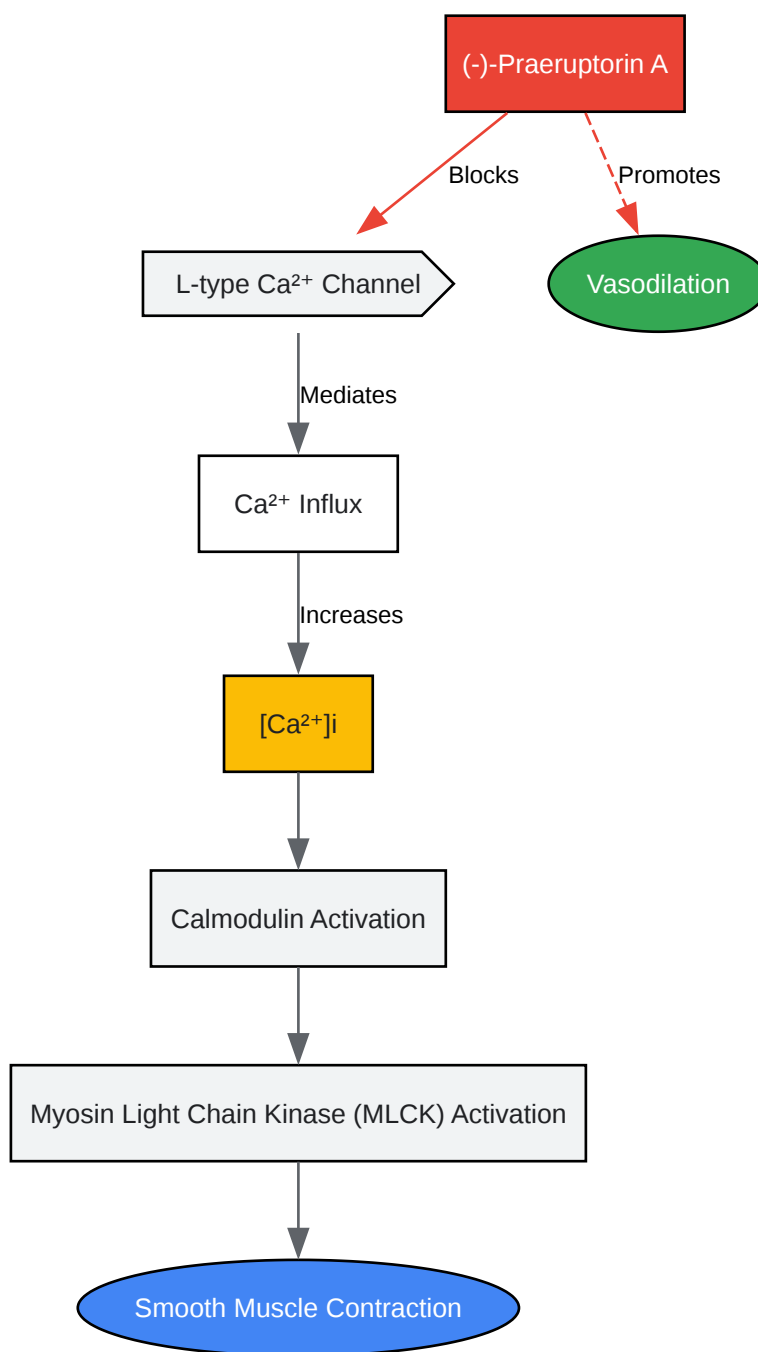 (-)-Praeruptorin A
Blocks
Promotes
L-type Ca²⁺ Channel
Vasodilation
Mediates
Ca²⁺ Influx
Increases
[Ca²⁺]i
Calmodulin Activation
Myosin Light Chain Kinase (MLCK) Activation
Smooth Muscle Contraction